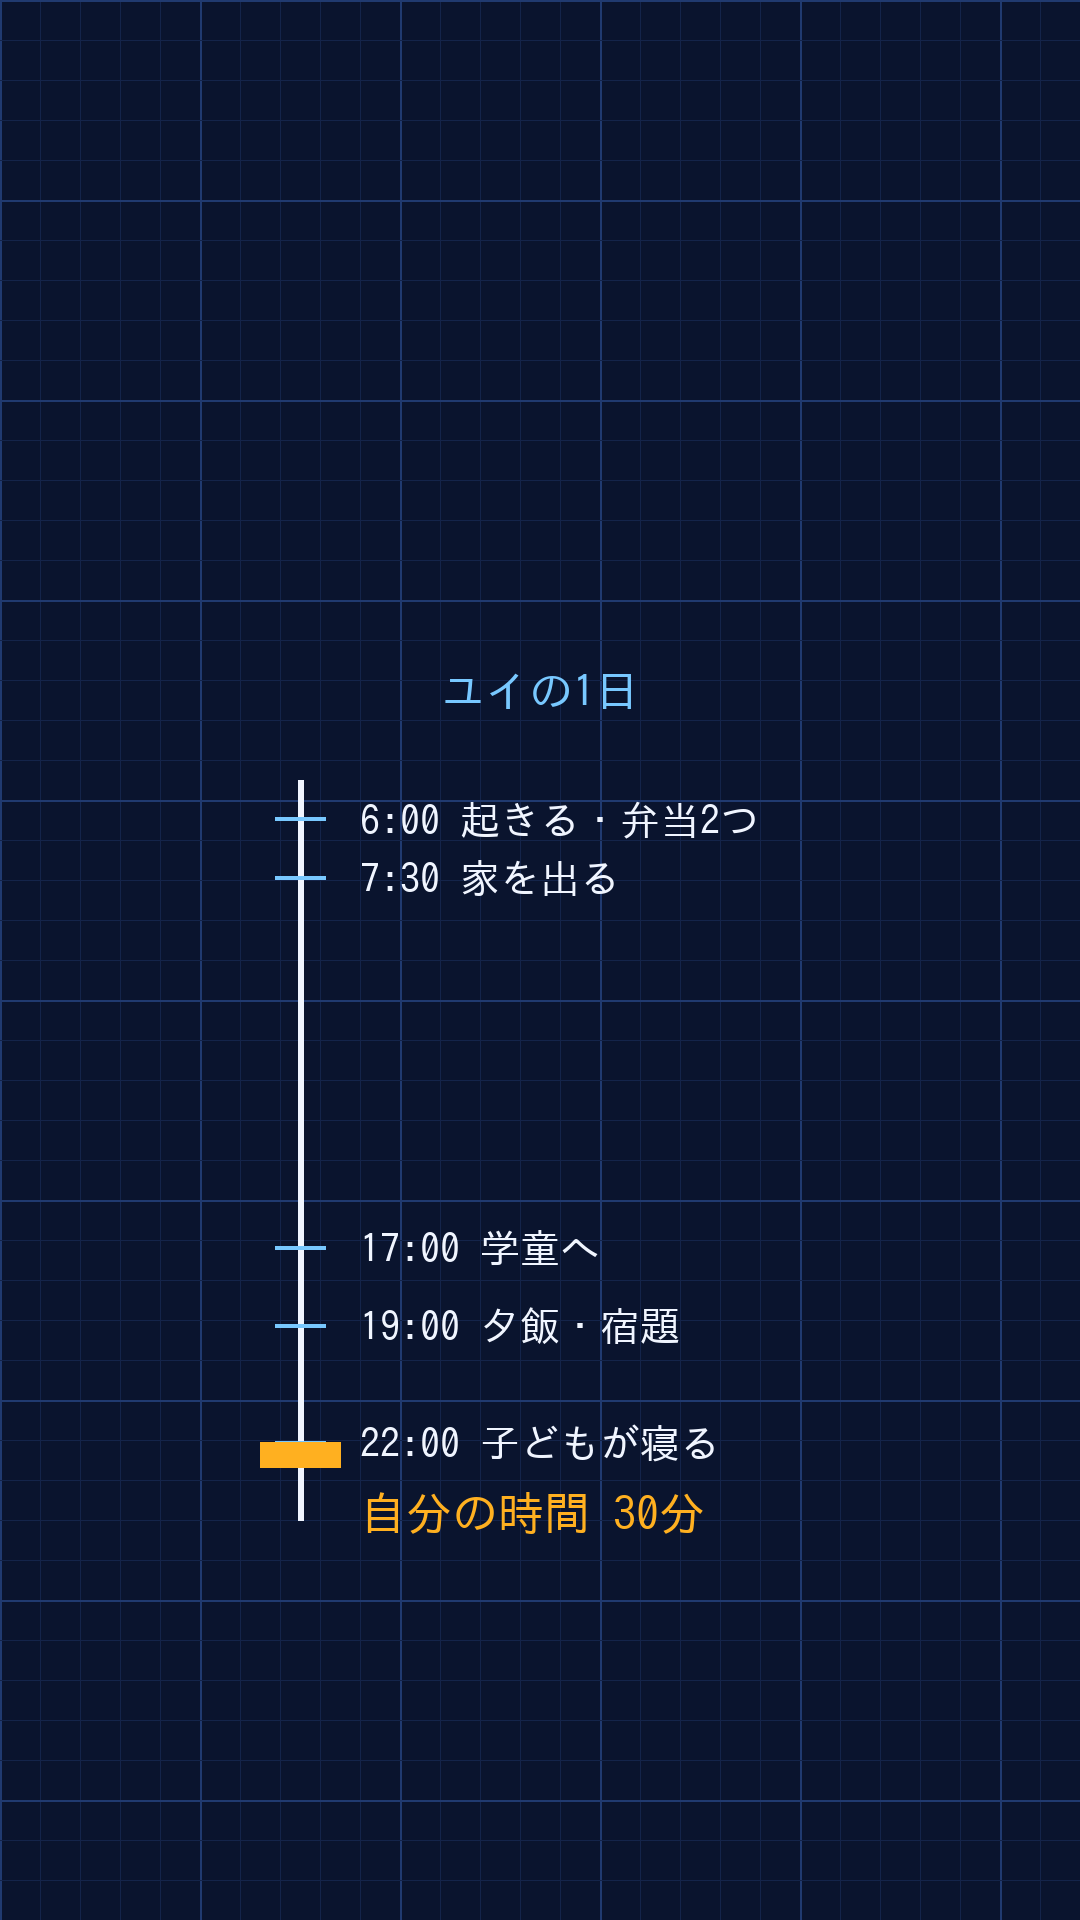 ユイの1日
6:00 起きる・弁当2つ
7:30 家を出る
17:00 学童へ
19:00 夕飯・宿題
22:00 子どもが寝る
自分の時間 30分